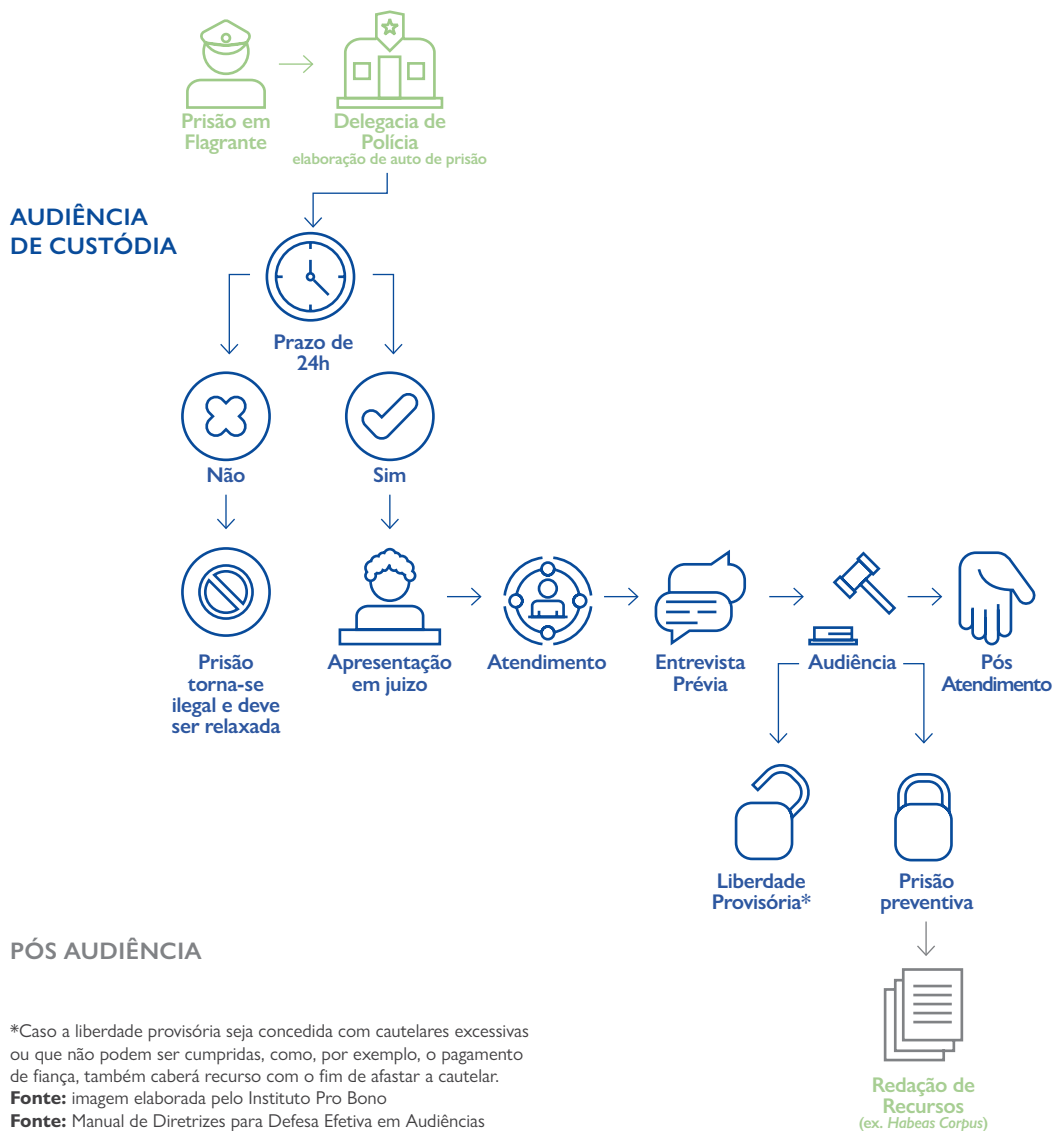 Prisão em
Flagrante
Delegacia de
Polícia
elaboração de auto de prisão
AUDIÊNCIA
DE CUSTÓDIA
Prazo de
24h
Não
Sim
Prisão
torna-se
ilegal e deve
ser relaxada
Apresentação
em juizo
Atendimento
Entrevista
Prévia
Audiência
Pós
Atendimento
Liberdade
Provisória*
Prisão
preventiva
PÓS AUDIÊNCIA
*Caso a liberdade provisória seja concedida com cautelares excessivas
ou que não podem ser cumpridas, como, por exemplo, o pagamento
de fiança, também caberá recurso com o fim de afastar a cautelar.
Fonte: imagem elaborada pelo Instituto Pro Bono
Fonte: Manual de Diretrizes para Defesa Efetiva em Audiências
Redação de
Recursos
(ex. Habeas Corpus)